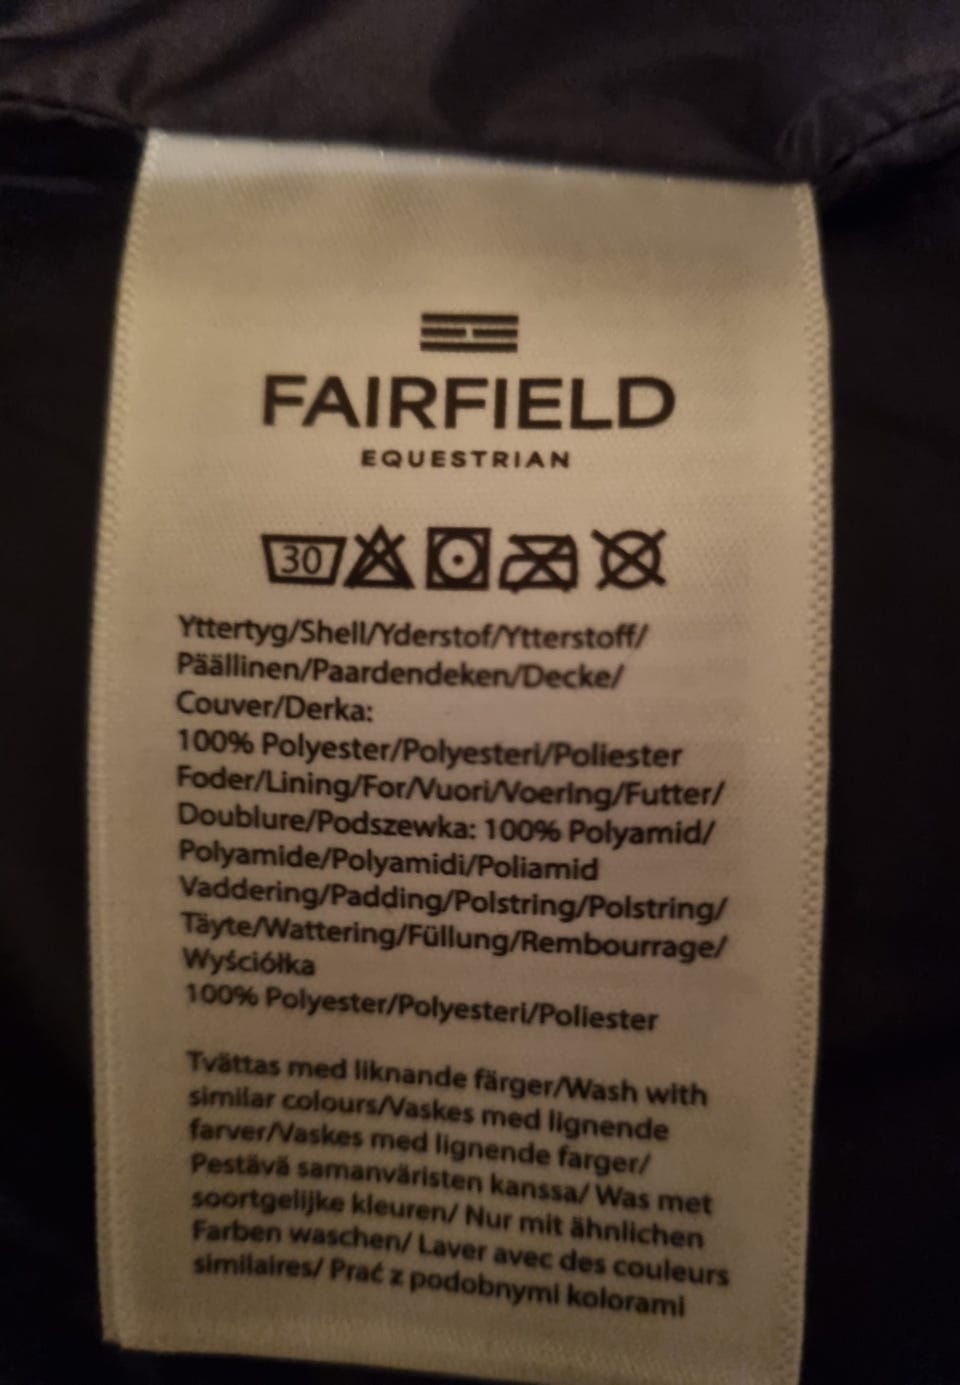 FAIRFIELD
EQUESTRIAN
30
Yttertyg/Shell/Yderstof/Ytterstoff/
Päällinen/Paardendeken/Decke/
Couver/Derka:
100% Polyester/Polyesteri/Poliester
Foder/Lining/For/Vuori/Voering/Futter/
Doublure/Podszewka: 100% Polyamid/
Polyamide/Polyamidi/Poliamid
Vaddering/Padding/Polstring/Polstring/
Täyte/Wattering/Füllung/Rembourrage/
Wyściółka
100% Polyester/Polyesteri/Poliester
Tvättas med liknande färger/Wash with
similar colours/Vaskes med lignende
farver/Vaskes med lignende farger/
Pestävä samanväristen kanssa/ Was met
soortgelijke kleuren/ Nur mit ähnlichen
Farben waschen/ Laver avec des couleurs
similaires/ Prać z podobnymi kolorami